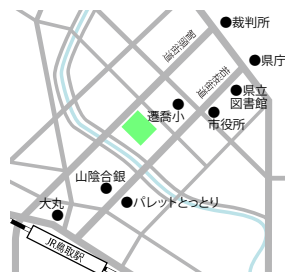 裁判所
県庁
智頭街道
若桜街道
県立
図書館
遷喬小
市役所
山陰合銀
大丸
パレットとっとり
JR鳥取駅